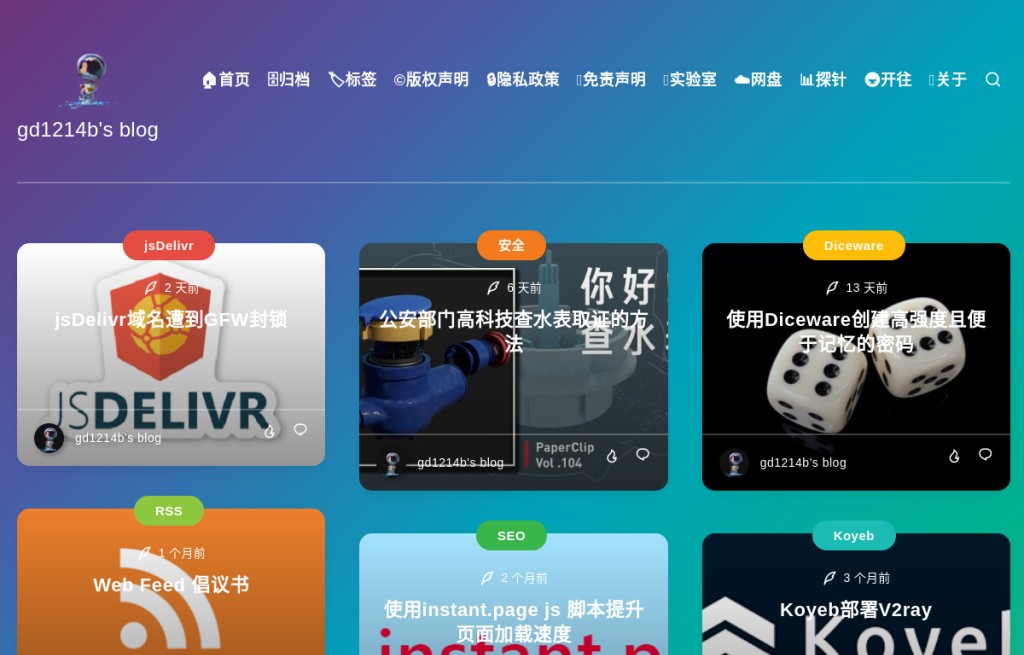 首页 归档 标签 ©版权声明 隐私政策 免责声明 实验室 网盘 探针 开往 关于
gd1214b's blog
jsDelivr
2 天前
jsDelivr域名遭到GFW封锁
JSDELIVR
gd1214b's blog
安全
6 天前
公安部门高科技查水表取证的方
法
你好
查水
PaperClip
Vol .104
gd1214b's blog
Diceware
13 天前
使用Diceware创建高强度且便
于记忆的密码
gd1214b's blog
RSS
1 个月前
Web Feed 倡议书
SEO
2 个月前
使用instant.page js 脚本提升
页面加载速度
instant.p
Koyeb
3 个月前
Koyeb部署V2ray
Koyeb